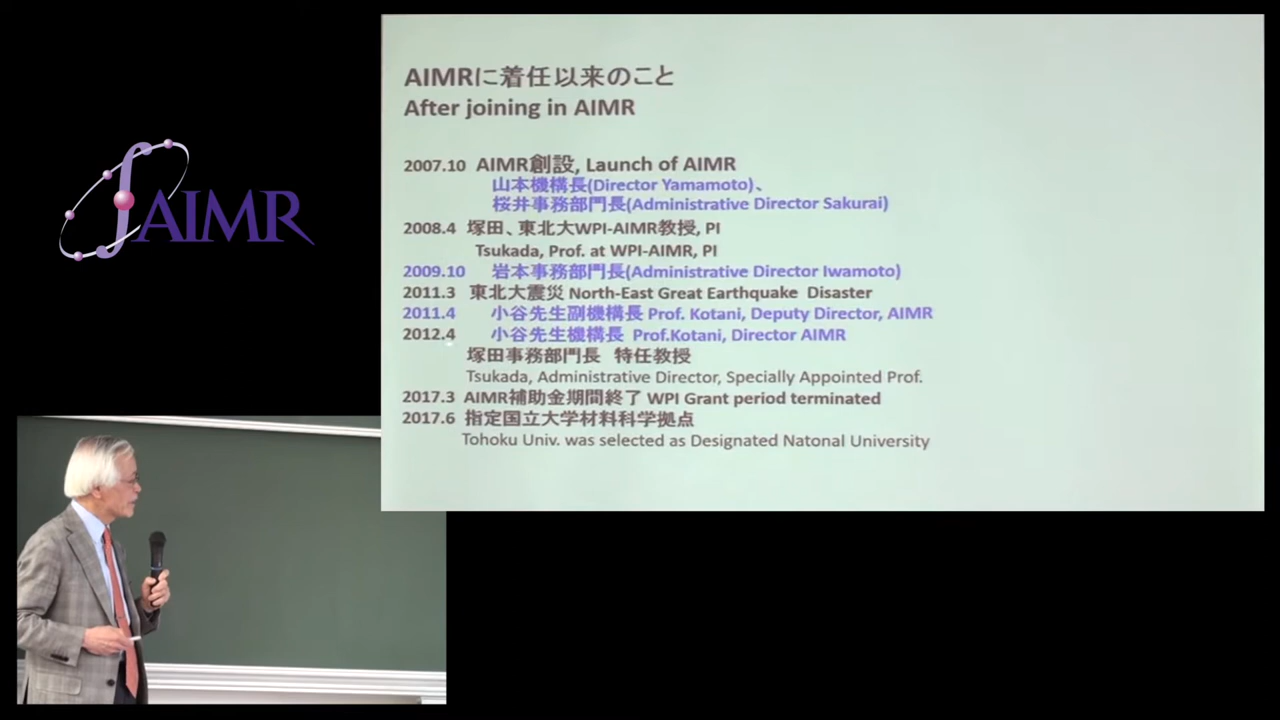 AIMR
AIMRに着任以来のこと
After joining in AIMR
2007.10 AIMR創設, Launch of AIMR
山本機構長(Director Yamamoto)、
桜井事務部門長(Administrative Director Sakurai)
2008.4 塚田、東北大WPI-AIMR教授, PI
Tsukada, Prof. at WPI-AIMR, PI
2009.10 岩本事務部門長(Administrative Director Iwamoto)
2011.3 東北大震災 North-East Great Earthquake Disaster
2011.4 小谷先生副機構長 Prof. Kotani, Deputy Director, AIMR
2012.4 小谷先生機構長 Prof.Kotani, Director AIMR
塚田事務部門長 特任教授
Tsukada, Administrative Director, Specially Appointed Prof.
2017.3 AIMR補助金期間終了 WPI Grant period terminated
2017.6 指定国立大学材料科学拠点
Tohoku Univ. was selected as Designated Natonal University